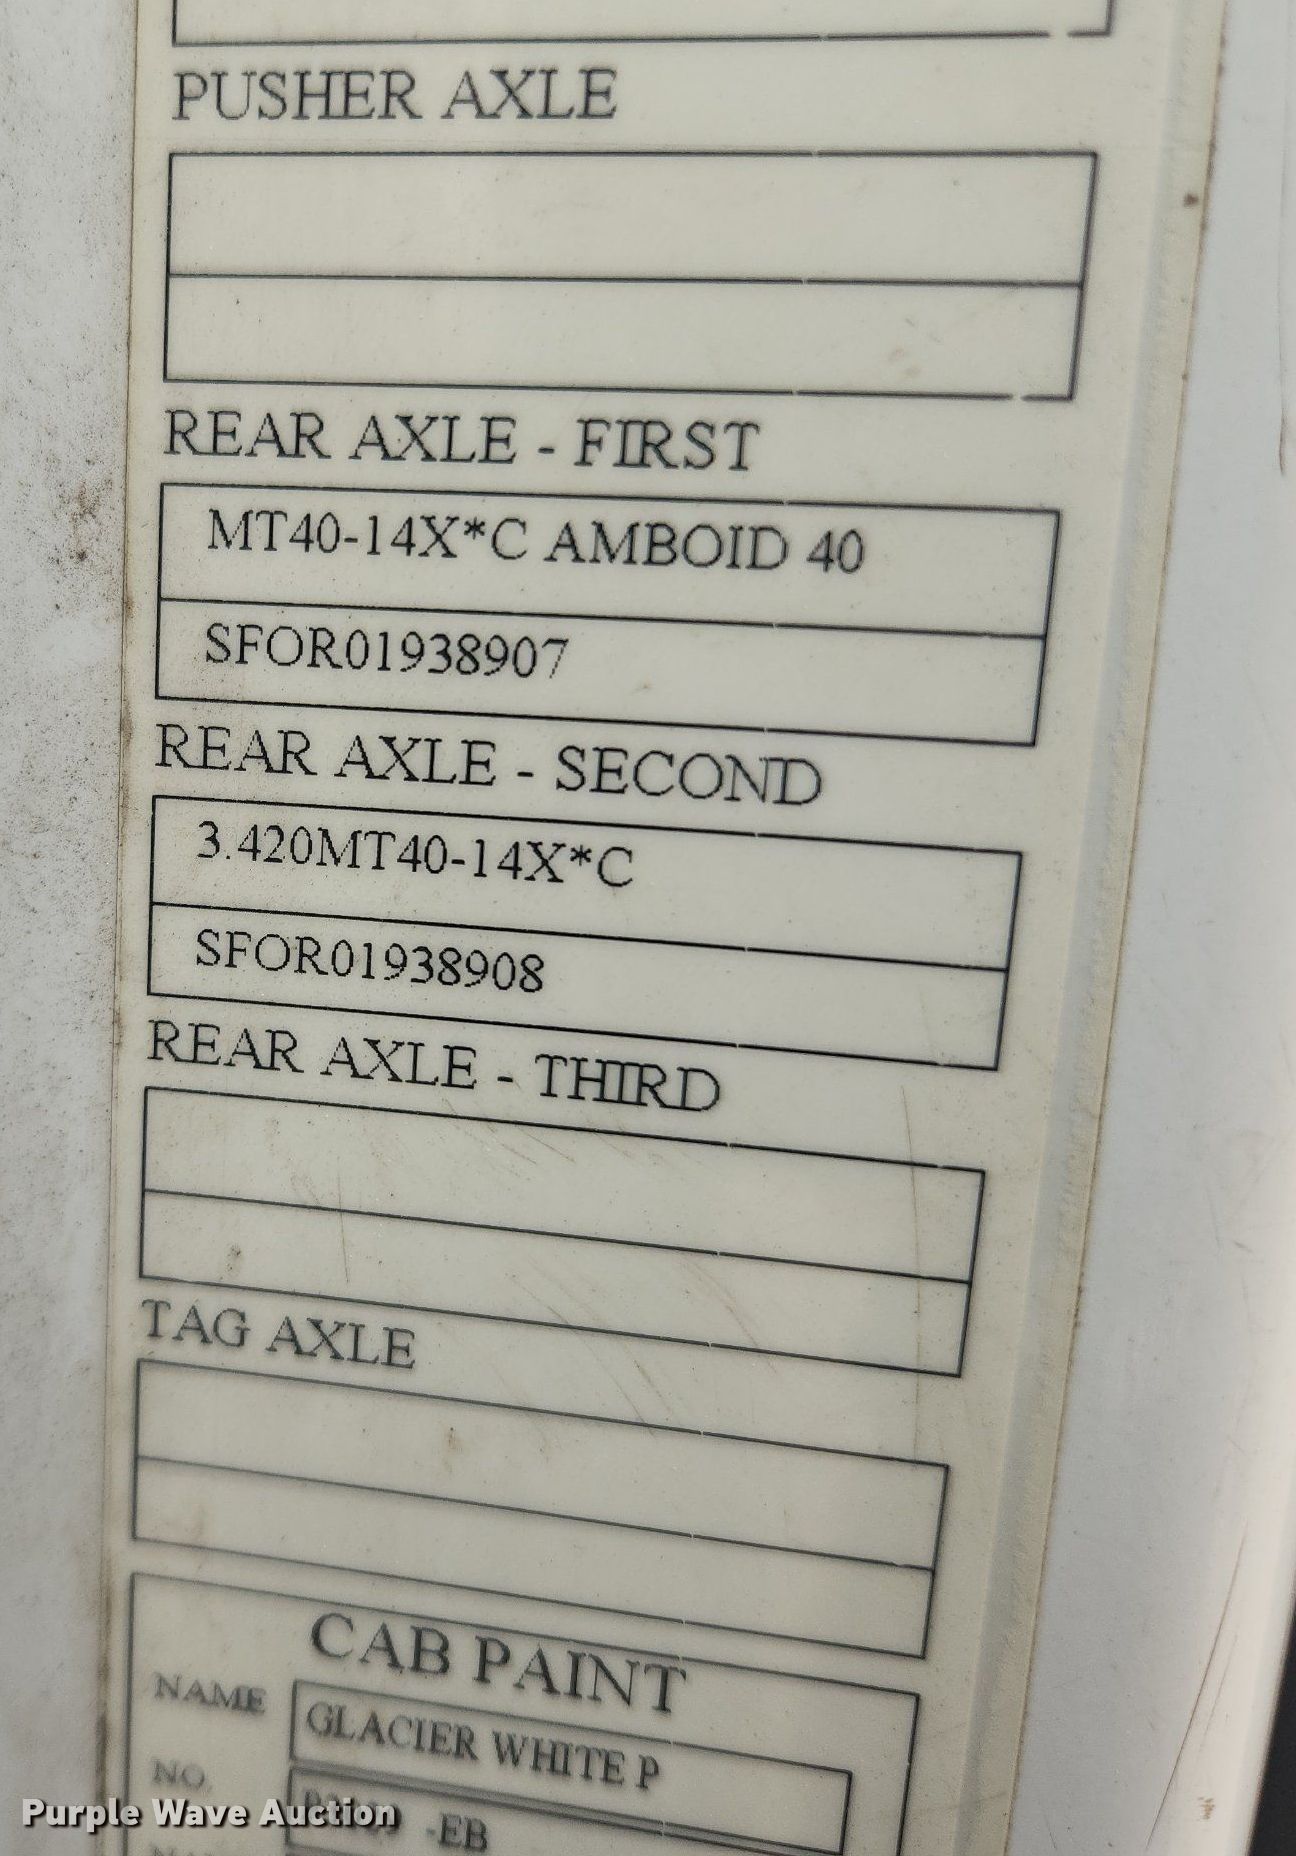 PUSHER AXLE
REAR AXLE - FIRST
MT40-14X*C AMBOID 40
SFOR01938907
REAR AXLE - SECOND
3.420MT40-14X*C
SFOR01938908
REAR AXLE - THIRD
TAG AXLE
CAB PAINT
NAME GLACIER WHITE P
NO. -EB
Purple Wave Auction